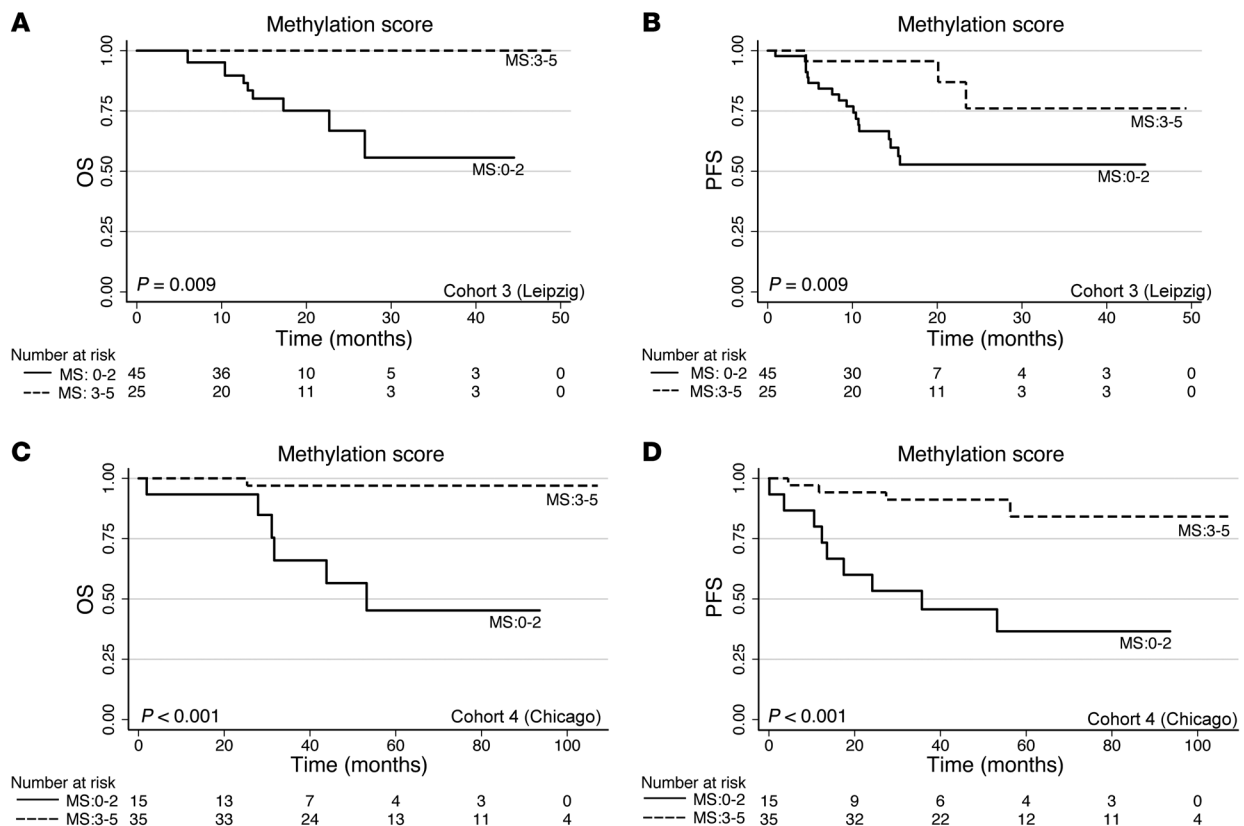 A
Methylation score
OS
1.00
0.75
0.50
0.25
0.00
MS:3-5
MS:0-2
P = 0.009
Cohort 3 (Leipzig)
0 10 20 30 40 50
Time (months)
Number at risk
MS: 0-2 45 36 10 5 3 0
MS: 3-5 25 20 11 3 3 0
B
Methylation score
PFS
1.00
0.75
0.50
0.25
0.00
MS:3-5
MS:0-2
P = 0.009
Cohort 3 (Leipzig)
0 10 20 30 40 50
Time (months)
Number at risk
MS: 0-2 45 30 7 4 3 0
MS:3-5 25 20 11 3 3 0
C
Methylation score
OS
1.00
0.75
0.50
0.25
0.00
MS:3-5
MS:0-2
P < 0.001
Cohort 4 (Chicago)
0 20 40 60 80 100
Time (months)
Number at risk
MS:0-2 15 13 7 4 3 0
MS:3-5 35 33 24 13 11 4
D
Methylation score
PFS
1.00
0.75
0.50
0.25
0.00
MS:3-5
MS:0-2
P < 0.001
Cohort 4 (Chicago)
0 20 40 60 80 100
Time (months)
Number at risk
MS:0-2 15 9 6 4 3 0
MS:3-5 35 32 22 12 11 4